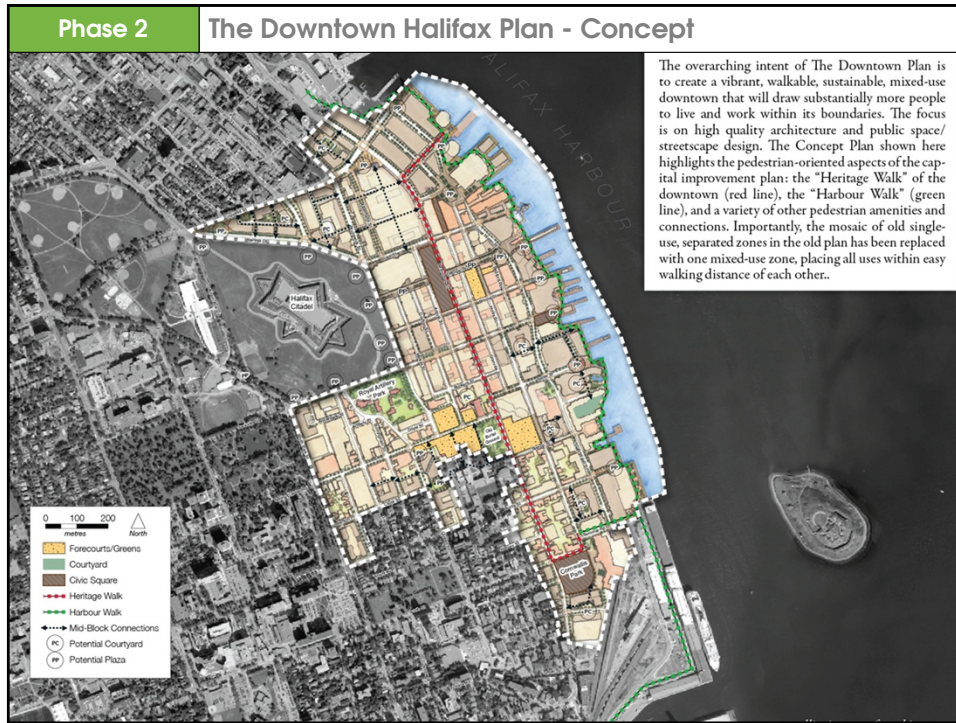 Phase 2
The Downtown Halifax Plan - Concept
The overarching intent of The Downtown Plan is
to create a vibrant, walkable, sustainable, mixed-use
downtown that will draw substantially more people
to live and work within its boundaries. The focus
is on high quality architecture and public space/
streetscape design. The Concept Plan shown here
highlights the pedestrian-oriented aspects of the cap-
ital improvement plan: the “Heritage Walk” of the
downtown (red line), the “Harbour Walk” (green
line), and a variety of other pedestrian amenities and
connections. Importantly, the mosaic of old single-
use, separated zones in the old plan has been replaced
with one mixed-use zone, placing all uses within easy
walking distance of each other..
HALIFAX HARBOUR
Halifax
Citadel
Royal Artillery
Park
Cornwallis
Park
0 100 200
metres
North
Forecourts/Greens
Courtyard
Civic Square
Heritage Walk
Harbour Walk
Mid-Block Connections
PC Potential Courtyard
PP Potential Plaza